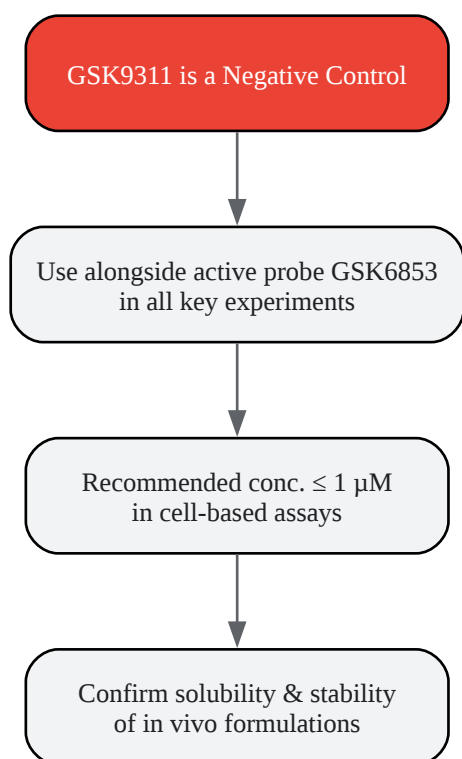 GSK9311 is a Negative Control
Use alongside active probe GSK6853
in all key experiments
Recommended conc. ≤ 1 µM
in cell-based assays
Confirm solubility & stability
of in vivo formulations